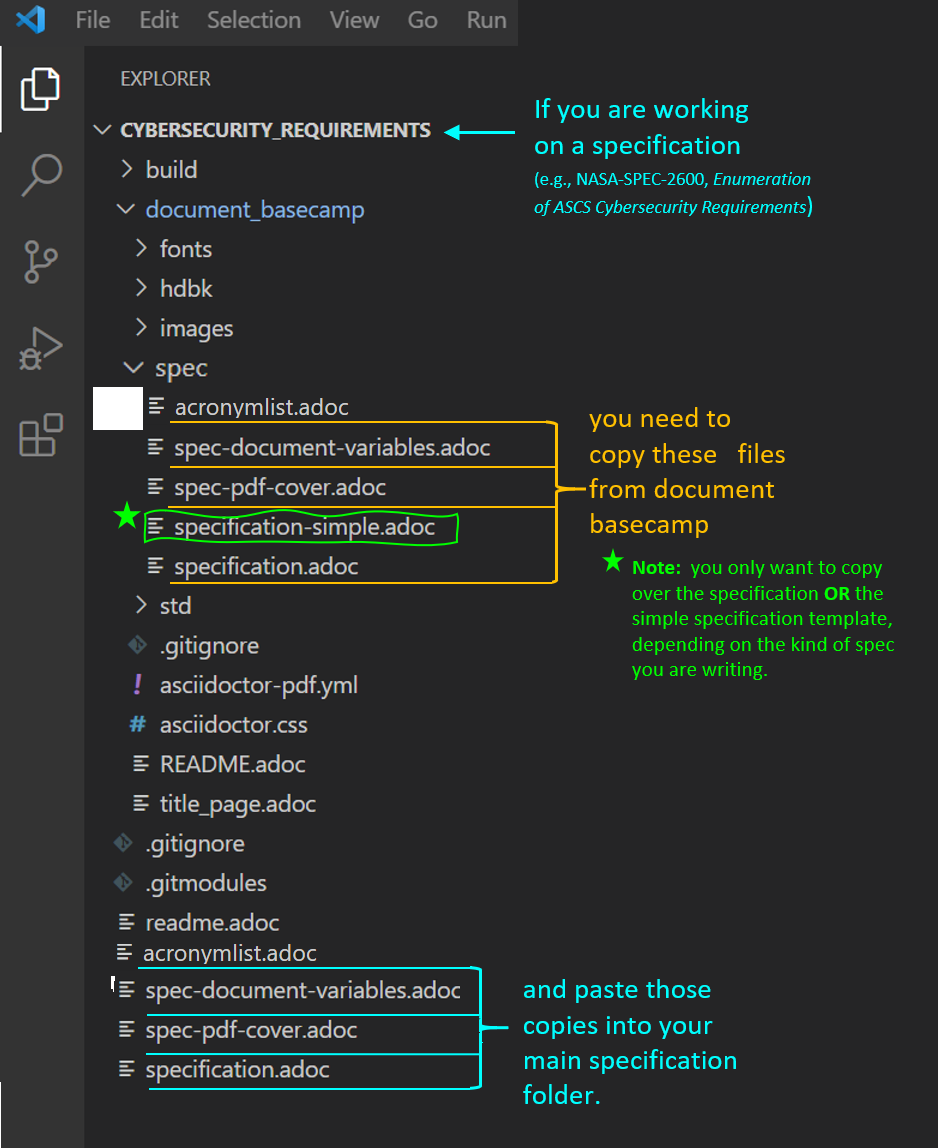 File Edit Selection View Go Run
EXPLORER
CYBERSECURITY_REQUIREMENTS
If you are working
on a specification
(e.g., NASA-SPEC-2600, Enumeration
of ASCS Cybersecurity Requirements)
build
document_basecamp
fonts
hdbk
images
spec
acronymlist.adoc
spec-document-variables.adoc
spec-pdf-cover.adoc
specification-simple.adoc
specification.adoc
you need to
copy these files
from document
basecamp
Note: you only want to copy
over the specification OR the
simple specification template,
depending on the kind of spec
you are writing.
std
.gitignore
! asciidoctor-pdf.yml
# asciidoctor.css
README.adoc
title_page.adoc
.gitignore
.gitmodules
readme.adoc
acronymlist.adoc
spec-document-variables.adoc
spec-pdf-cover.adoc
specification.adoc
and paste those
copies into your
main specification
folder.